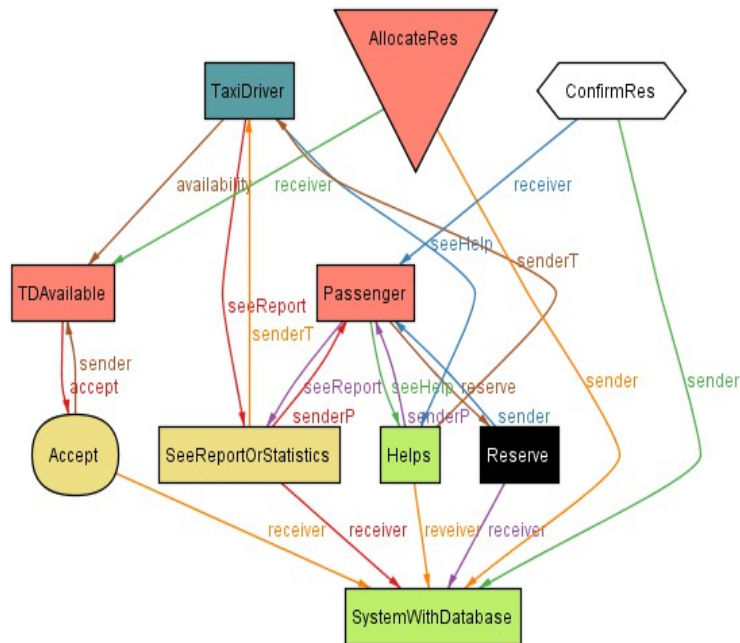 AllocateRes
TaxiDriver
ConfirmRes
availability
receiver
receiver
seeHelp
senderT
TDAvailable
Passenger
seeReport
senderT
sender
accept
seeReport
seeHelp
reserve
sender
sender
senderP
senderP
sender
Accept
SeeReportOrStatistics
Helps
Reserve
receiver
receiver
reveiver
receiver
SystemWithDatabase